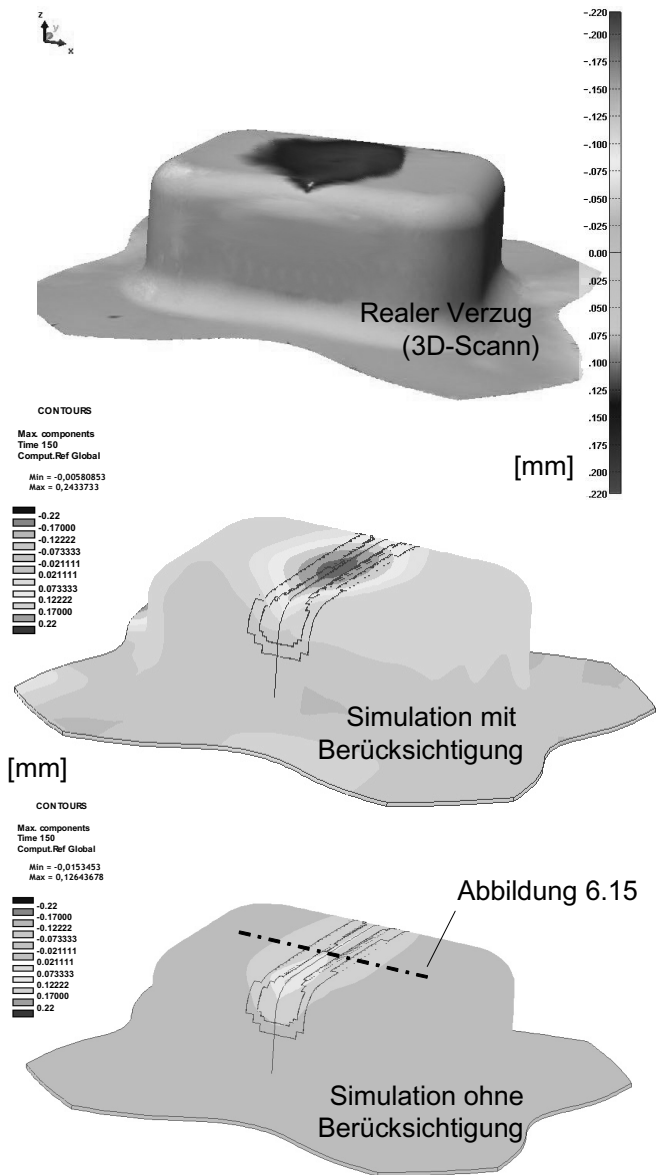 z
y
x
-.220
-.200
-.175
-.150
-.125
-.100
-.075
-.050
-.025
0.00
.025
.050
.075
.100
.125
.150
.175
.200
.220
Realer Verzug
(3D-Scann)
[mm]
CONTOURS
Max. components
Time 150
Comput.Ref Global
Min = -0,00580853
Max = 0,2433733
-0.22
-0.17000
-0.12222
-0.073333
-0.021111
0.021111
0.073333
0.12222
0.17000
0.22
Simulation mit
Berücksichtigung
[mm]
CONTOURS
Max. components
Time 150
Comput.Ref Global
Min = -0,0153453
Max = 0,12643678
-0.22
-0.17000
-0.12222
-0.073333
-0.021111
0.021111
0.073333
0.12222
0.17000
0.22
Abbildung 6.15
Simulation ohne
Berücksichtigung